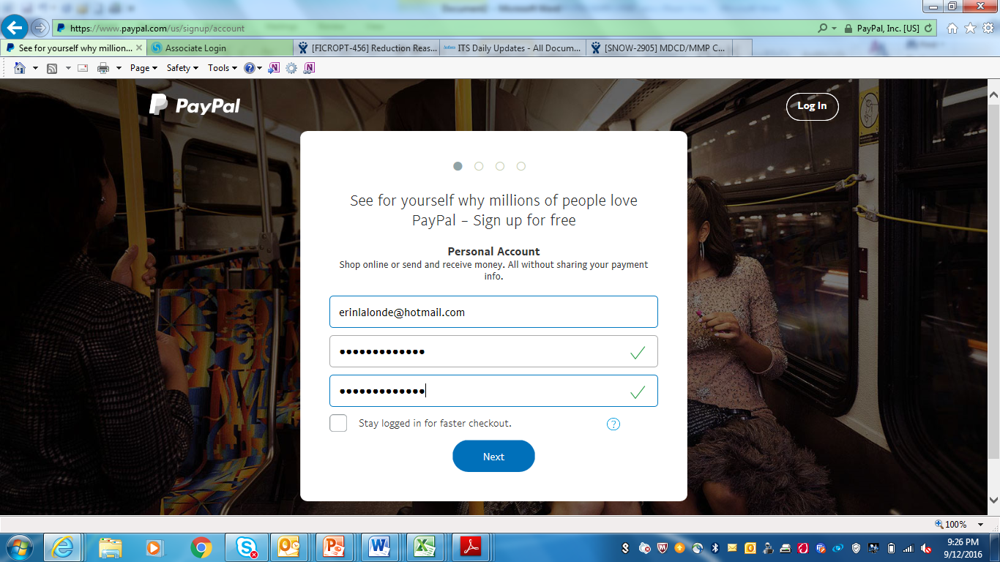 https://www.paypal.com/us/signup/account
PayPal, Inc. [US]
See for yourself why million...
Associate Login
[FICROPT-456] Reduction Reas...
ITS Daily Updates - All Docum...
[SNOW-2905] MDCD/MMP C...
Page
Safety
Tools
PayPal
Log In
See for yourself why millions of people love
PayPal – Sign up for free
Personal Account
Shop online or send and receive money. All without sharing your payment
info.
erinlalonde@hotmail.com
•••••••••••••
•••••••••••••
Stay logged in for faster checkout.
?
Next
100%
9:26 PM
9/12/2016